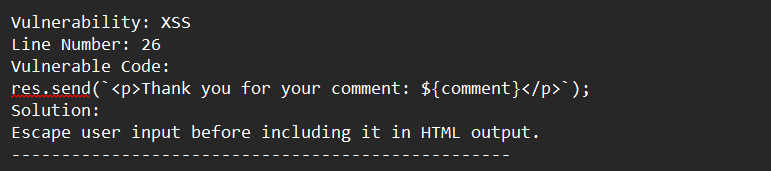 Vulnerability: XSS
Line Number: 26
Vulnerable Code:
res.send(`<p>Thank you for your comment: ${comment}</p>`);
Solution:
Escape user input before including it in HTML output.
--------------------------------------------------